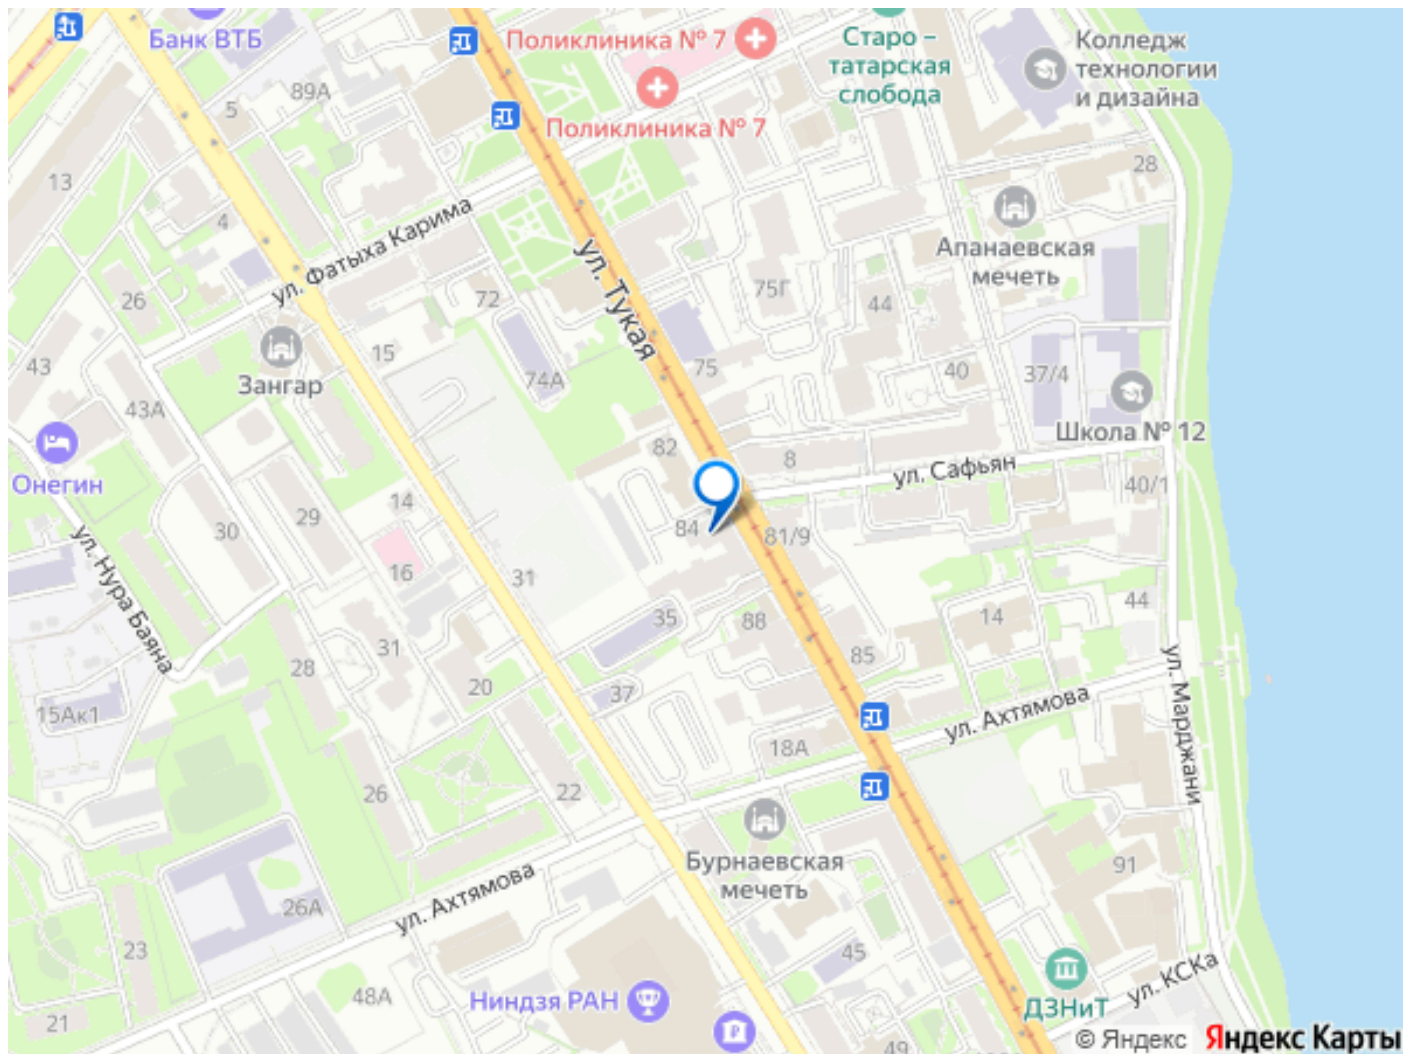 Банк ВТБ
Поликлиника № 7
Старо –
татарская
слобода
Колледж
технологии
и дизайна
89А
5
Поликлиника № 7
13
28
4
ул. Фатыха Карима
Апанаевская
мечеть
26
72
ул. Тукая
75Г
44
15
43
Зангар
74А
75
40
37/4
43А
Школа № 12
82
8
ул. Сафьян
Онегин
40/1
14
30
29
84
81/9
16
31
ул. Нура Баяна
44
35
88
14
31
85
28
20
37
ул. Марджани
15Ак1
ул. Ахтямова
18А
26
22
Бурнаевская
мечеть
91
ул. Ахтямова
26А
23
45
48А
Ниндзя РАН
ДЗНиТ
ул. КСКа
21
49
© Яндекс Яндекс Карты